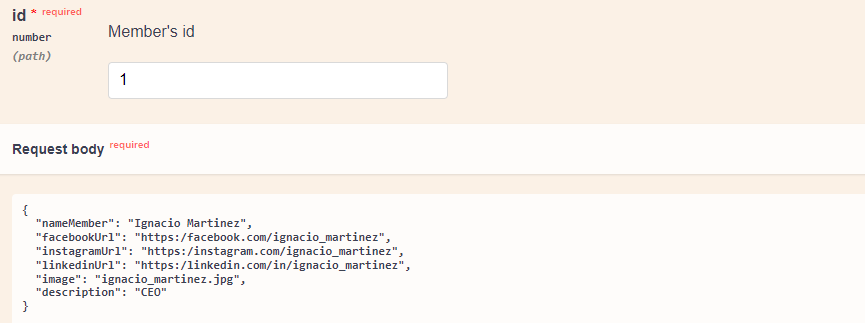 id * required
number
(path)
Member's id
1
Request body required
{
"nameMember": "Ignacio Martinez",
"facebookUrl": "https:/facebook.com/ignacio_martinez",
"instagramUrl": "https:/instagram.com/ignacio_martinez",
"linkedinUrl": "https:/linkedin.com/in/ignacio_martinez",
"image": "ignacio_martinez.jpg",
"description": "CEO"
}